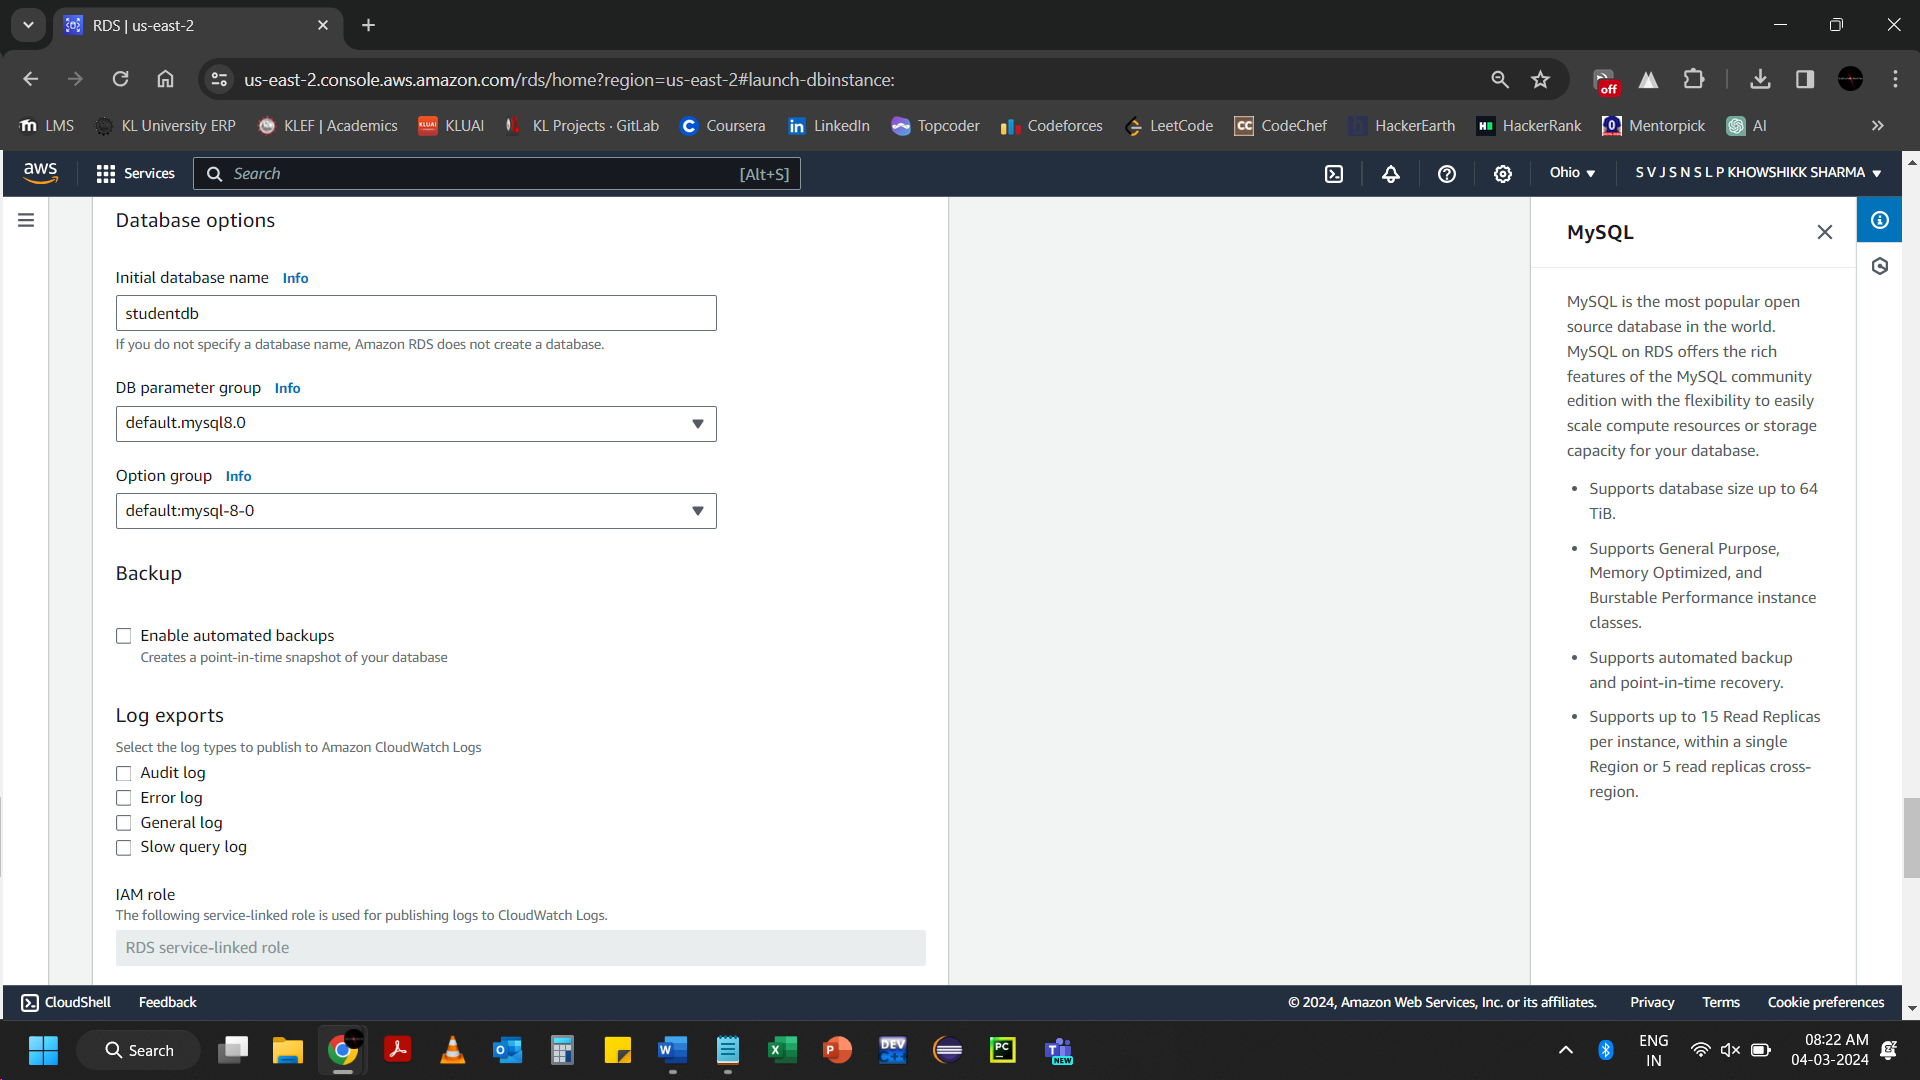 RDS | us-east-2
us-east-2.console.aws.amazon.com/rds/home?region=us-east-2#launch-dbinstance:
off
LMS
KL University ERP
KLEF | Academics
KLUAI
KL Projects · GitLab
Coursera
LinkedIn
Topcoder
Codeforces
LeetCode
CodeChef
HackerEarth
HackerRank
Mentorpick
AI
aws
Services
Search
[Alt+S]
Ohio
S V J S N S L P KHOWSHIKK SHARMA
Database options
Initial database name Info
studentdb
If you do not specify a database name, Amazon RDS does not create a database.
DB parameter group Info
default.mysql8.0
Option group Info
default:mysql-8-0
Backup
Enable automated backups
Creates a point-in-time snapshot of your database
Log exports
Select the log types to publish to Amazon CloudWatch Logs
Audit log
Error log
General log
Slow query log
IAM role
The following service-linked role is used for publishing logs to CloudWatch Logs.
RDS service-linked role
MySQL
MySQL is the most popular open
source database in the world.
MySQL on RDS offers the rich
features of the MySQL community
edition with the flexibility to easily
scale compute resources or storage
capacity for your database.
• Supports database size up to 64
TiB.
• Supports General Purpose,
Memory Optimized, and
Burstable Performance instance
classes.
• Supports automated backup
and point-in-time recovery.
• Supports up to 15 Read Replicas
per instance, within a single
Region or 5 read replicas cross-
region.
CloudShell
Feedback
© 2024, Amazon Web Services, Inc. or its affiliates.
Privacy
Terms
Cookie preferences
Search
DEV
PC
NEW
ENG
IN
08:22 AM
04-03-2024